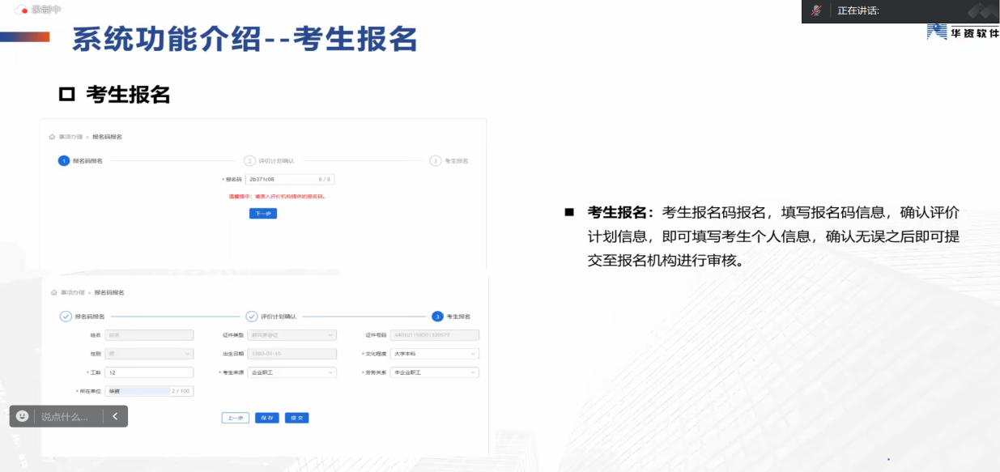 录制中
正在讲话:
系统功能介绍--考生报名
华资软件
考生报名
事项办理 > 报名码报名
1 报名码报名
2 评价计划确认
3 考生报名
* 报名码 2b371c08 8 / 8
温馨提示：请录入评价机构提供的报名码。
下一步
考生报名：考生报名码报名，填写报名码信息，确认评价
计划信息，即可填写考生个人信息，确认无误之后即可提
交至报名机构进行审核。
事项办理 > 报名码报名
报名码报名
评价计划确认
3 考生报名
姓名
证件类型 居民身份证
证件号码
性别
出生日期
* 文化程度 大学本科
* 工龄 12
* 考生来源 企业职工
* 劳务关系 本企业职工
* 所在单位 华资 2 / 100
上一步 保存 提交
说点什么...